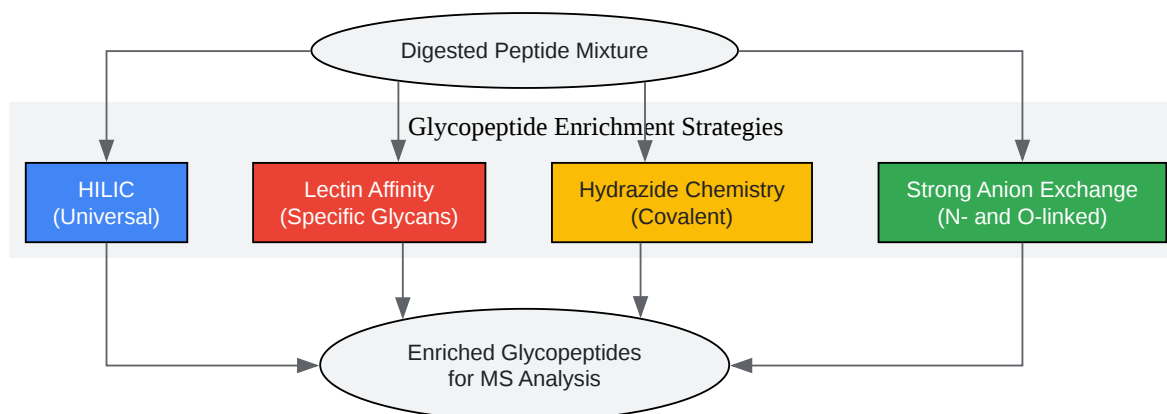 Digested Peptide Mixture
Glycopeptide Enrichment Strategies
HILIC
(Universal)
Lectin Affinity
(Specific Glycans)
Hydrazide Chemistry
(Covalent)
Strong Anion Exchange
(N- and O-linked)
Enriched Glycopeptides
for MS Analysis